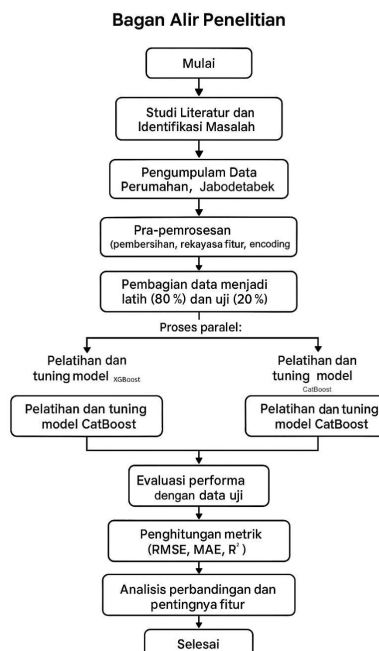 Bagan Alir Penelitian
Mulai
Studi Literatur dan
Identifikasi Masalah
Pengumpulam Data
Perumahan, Jabodetabek
Pra-pemrosesan
(pembersihan, rekayasa fitur, encoding
Pembagian data menjadi
latih (80 %) dan uji (20 %)
Proses paralel:
Pelatihan dan
tuning model XGBoost
Pelatihan dan tuning
model CatBoost
Pelatihan dan
tuning model
CatBoost
Pelatihan dan tuning
model CatBoost
Evaluasi performa
dengan data uji
Penghitungan metrik
(RMSE, MAE, R²)
Analisis perbandingan dan
pentingnya fitur
Selesai